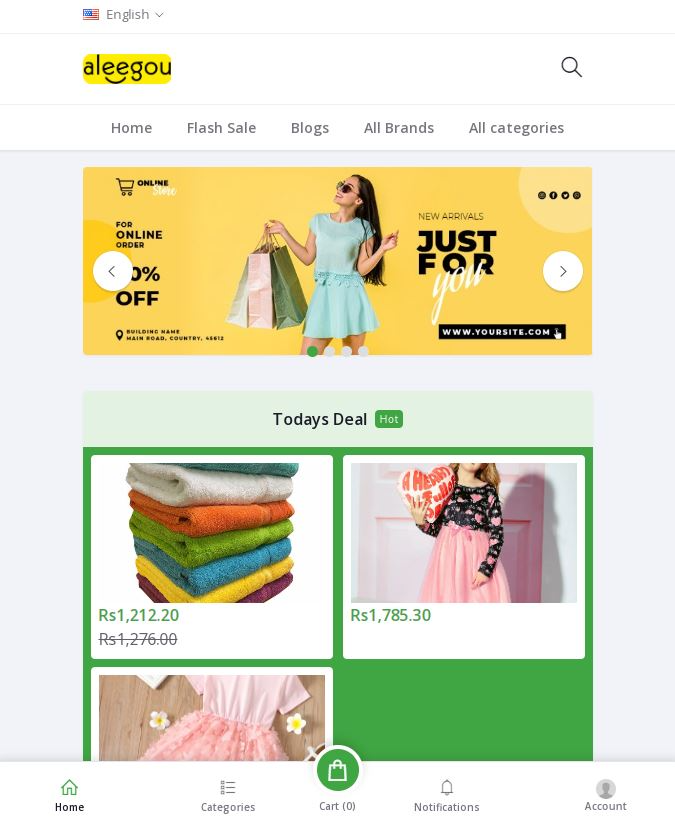 English
aleegou
Home Flash Sale Blogs All Brands All categories
ONLINE
Store
FOR
ONLINE
ORDER
0%
OFF
BUILDING NAME
MAIN ROAD, COUNTRY, 45612
NEW ARRIVALS
JUST
FOR
you
WWW.YOURSITE.COM
Todays Deal Hot
Rs1,212.20
Rs1,276.00
Rs1,785.30
Home Categories Cart (0) Notifications Account